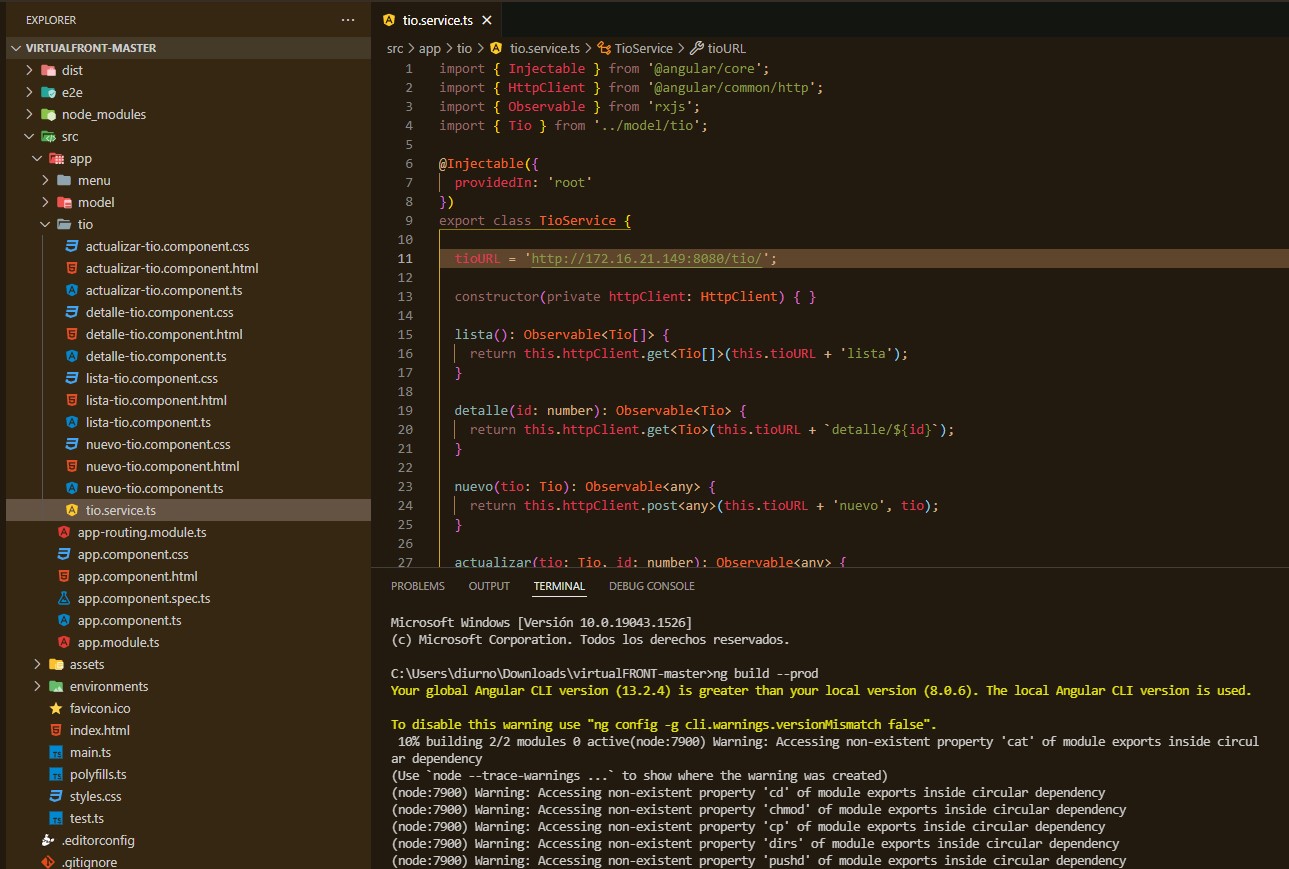 EXPLORER
VIRTUALFRONT-MASTER
dist
e2e
node_modules
src
app
menu
model
tio
actualizar-tio.component.css
actualizar-tio.component.html
actualizar-tio.component.ts
detalle-tio.component.css
detalle-tio.component.html
detalle-tio.component.ts
lista-tio.component.css
lista-tio.component.html
lista-tio.component.ts
nuevo-tio.component.css
nuevo-tio.component.html
nuevo-tio.component.ts
tio.service.ts
app-routing.module.ts
app.component.css
app.component.html
app.component.spec.ts
app.component.ts
app.module.ts
assets
environments
favicon.ico
index.html
main.ts
polyfills.ts
styles.css
test.ts
.editorconfig
.gitignore
tio.service.ts
src > app > tio > tio.service.ts > TioService > tioURL
1 import { Injectable } from '@angular/core';
2 import { HttpClient } from '@angular/common/http';
3 import { Observable } from 'rxjs';
4 import { Tio } from '../model/tio';
5
6 @Injectable({
7 providedIn: 'root'
8 })
9 export class TioService {
10
11 tioURL = 'http://172.16.21.149:8080/tio/';
12
13 constructor(private httpClient: HttpClient) { }
14
15 lista(): Observable<Tio[]> {
16 return this.httpClient.get<Tio[]>(this.tioURL + 'lista');
17 }
18
19 detalle(id: number): Observable<Tio> {
20 return this.httpClient.get<Tio>(this.tioURL + `detalle/${id}`);
21 }
22
23 nuevo(tio: Tio): Observable<any> {
24 return this.httpClient.post<any>(this.tioURL + 'nuevo', tio);
25 }
26
27 actualizar(tio: Tio, id: number): Observable<any> {
PROBLEMS OUTPUT TERMINAL DEBUG CONSOLE
Microsoft Windows [Versión 10.0.19043.1526]
(c) Microsoft Corporation. Todos los derechos reservados.
C:\Users\diurno\Downloads\virtualFRONT-master>ng build --prod
Your global Angular CLI version (13.2.4) is greater than your local version (8.0.6). The local Angular CLI version is used.
To disable this warning use "ng config -g cli.warnings.versionMismatch false".
10% building 2/2 modules 0 active(node:7900) Warning: Accessing non-existent property 'cat' of module exports inside circul
ar dependency
(Use `node --trace-warnings ...` to show where the warning was created)
(node:7900) Warning: Accessing non-existent property 'cd' of module exports inside circular dependency
(node:7900) Warning: Accessing non-existent property 'chmod' of module exports inside circular dependency
(node:7900) Warning: Accessing non-existent property 'cp' of module exports inside circular dependency
(node:7900) Warning: Accessing non-existent property 'dirs' of module exports inside circular dependency
(node:7900) Warning: Accessing non-existent property 'pushd' of module exports inside circular dependency